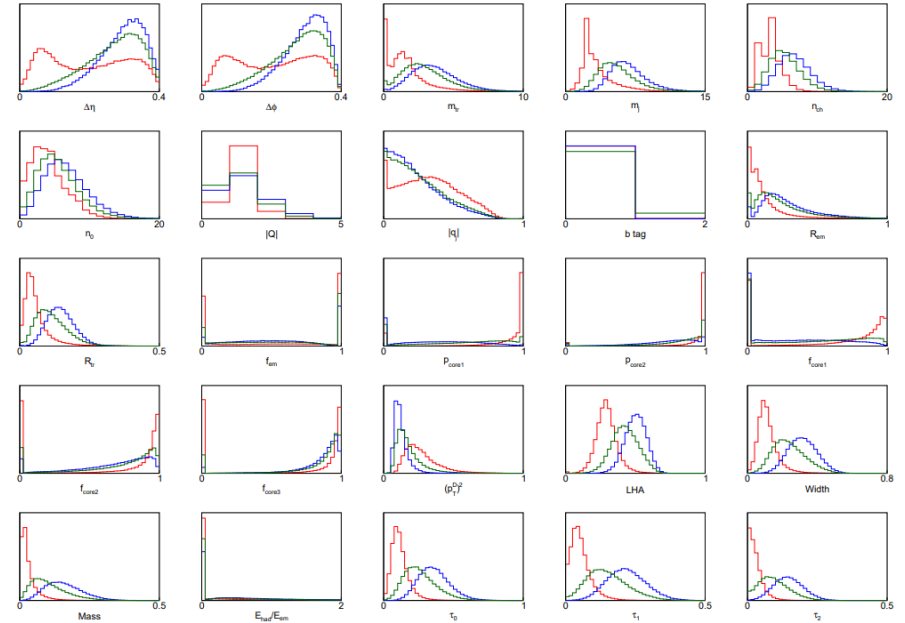 0 0.4 0 0.4 0 10 0 15 0 20
Δη Δϕ m_tr m_j n_ch
0 20 0 5 0 1 0 2 0 1
n_0 |Q| |q_j| b tag R_em
0 0.5 0 1 0 1 0 1 0 1
R_tr f_em p_core1 p_core2 f_core1
0 1 0 1 0 1 0 1 0 0.8
f_core2 f_core3 (p_T^D)^2 LHA Width
0 0.5 0 2 0 0.5 0 0.5 0 0.5
Mass E_had/E_em τ_0 τ_1 τ_2